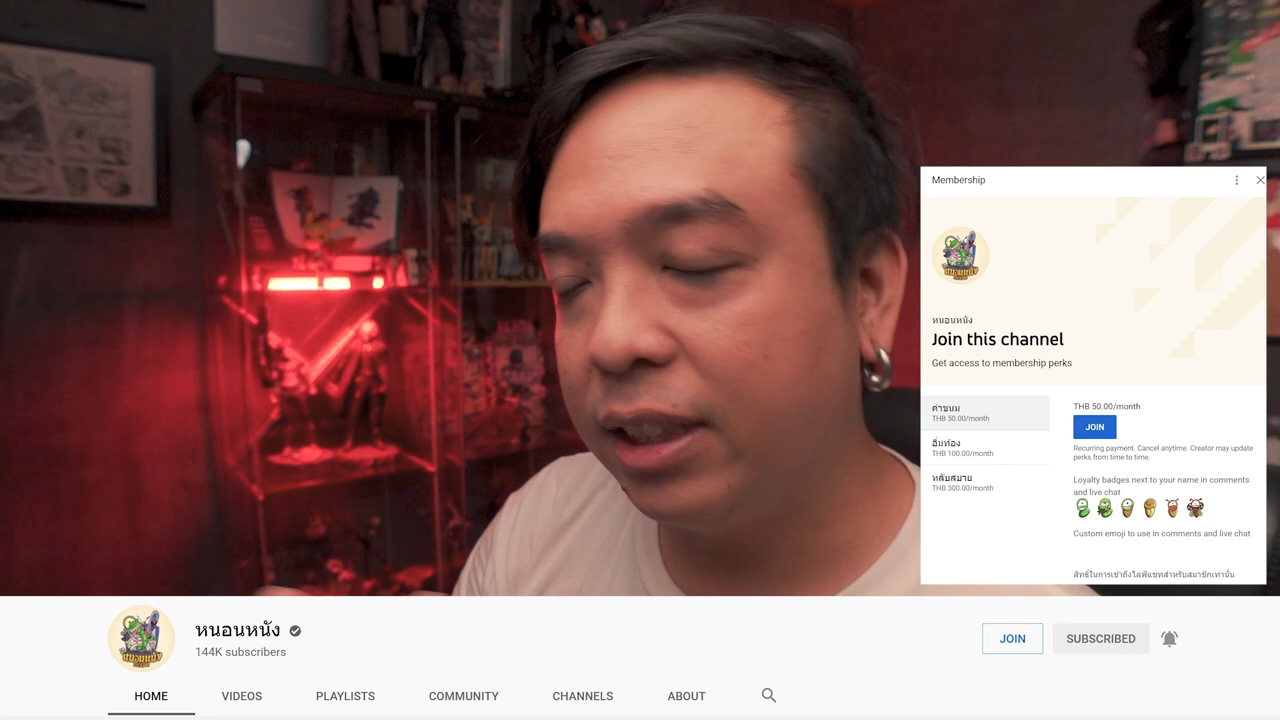 Membership
หนอนหนัง
Join this channel
Get access to membership perks
ค่าขนม
THB 50.00/month
อิ่มท้อง
THB 100.00/month
หลับสบาย
THB 300.00/month
THB 50.00/month
JOIN
Recurring payment. Cancel anytime. Creator may update
perks from time to time.
Loyalty badges next to your name in comments
and live chat
Custom emoji to use in comments and live chat
สิทธิ์ในการเข้าถึงไลฟ์แชทสำหรับสมาชิกเท่านั้น
หนอนหนัง
144K subscribers
JOIN
SUBSCRIBED
HOME
VIDEOS
PLAYLISTS
COMMUNITY
CHANNELS
ABOUT